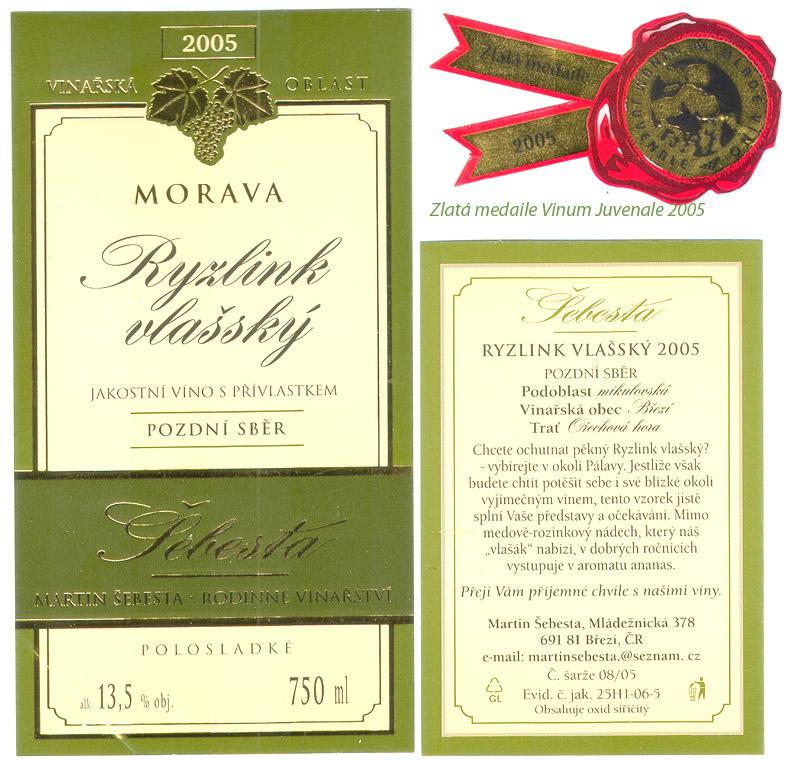 2005
VINAŘSKÁ OBLAST
MORAVA
Ryzlink
vlašský
JAKOSTNÍ VÍNO S PŘÍVLASTKEM
POZDNÍ SBĚR
Šebesta
MARTIN ŠEBESTA · RODINNÉ VINAŘSTVÍ
POLOSLADKÉ
alk. 13,5 % obj. 750 ml
Zlatá medaile
2005
Zlatá medaile Vinum Juvenale 2005
Šebesta
RYZLINK VLAŠSKÝ 2005
POZDNÍ SBĚR
Podoblast mikulovská
Vinařská obec Březí
Trať Ořechová hora
Chcete ochutnat pěkný Ryzlink vlašský?
- vybírejte v okolí Pálavy. Jestliže však
budete chtít potěšit sebe i své blízké okolí
vyjimečným vínem, tento vzorek jistě
splní Vaše představy a očekávání. Mimo
medově-rozinkový nádech, který náš
„vlašák" nabízí, v dobrých ročnících
vystupuje v aromatu ananas.
Přeji Vám příjemné chvíle s našimi víny.
Martin Šebesta, Mládežnická 378
691 81 Březí, ČR
e-mail: martinsebesta.@seznam. cz
Č. šarže 08/05
Evid. č. jak. 25H1-06-5
Obsahuje oxid siřičitý
GL